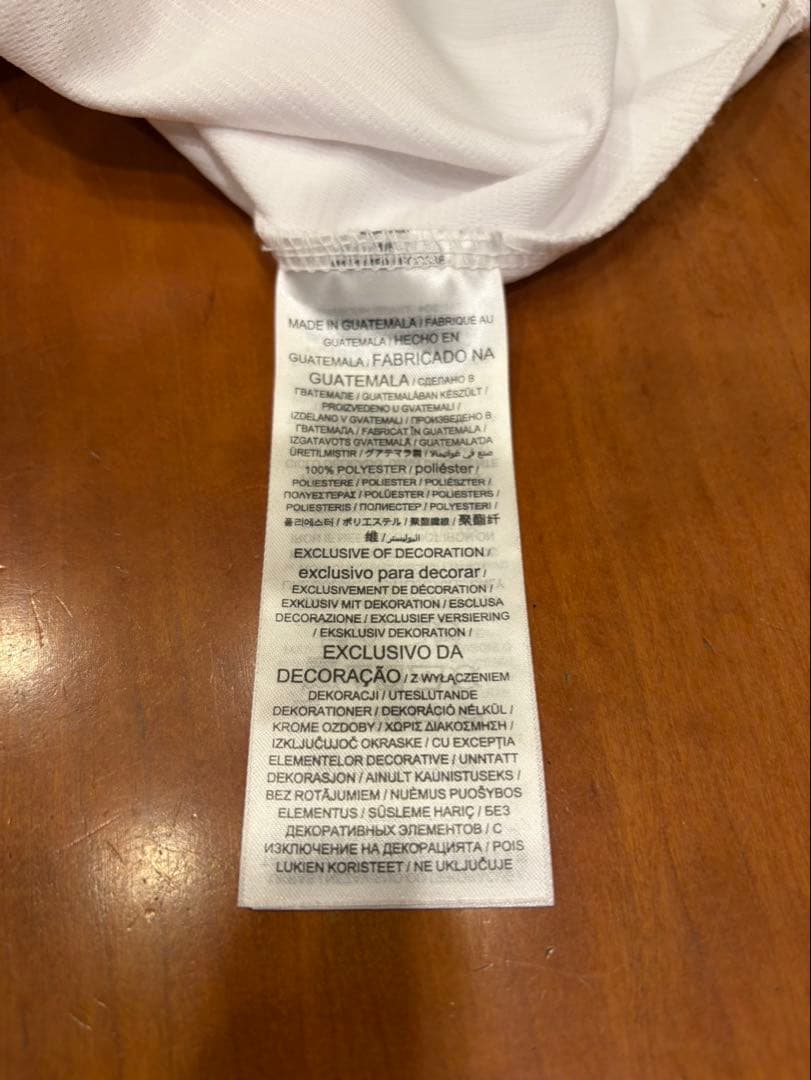 MADE IN GUATEMALA / FABRIQUÉ AU
GUATEMALA / HECHO EN
GUATEMALA / FABRICADO NA
GUATEMALA / СДЕЛАНО В
ГВАТЕМАЛЕ / GUATEMALÁBAN KÉSZÜLT /
PROIZVEDENO U GVATEMALI /
IZDELANO V GVATEMALI / ПРОИЗВЕДЕНО В
ГВАТЕМАЛА / FABRICAT ÎN GUATEMALA /
IZGATAVOTS GVATEMALĀ / GUATEMALA'DA
ÜRETİLMİŞTİR / グアテマラ製 / صنع في غواتيمالا
100% POLYESTER / poliéster /
POLIESTERE / POLIESTER / POLIÉSZTER /
ΠΟΛΥΕΣΤΕΡΑΣ / POLÜESTER / POLIESTERS /
POLIESTERIS / ПОЛИЕСТЕР / POLYESTERI /
폴리에스터 / ポリエステル / 聚酯纖維 / 聚酯纤
维 / البوليستر
EXCLUSIVE OF DECORATION /
exclusivo para decorar /
EXCLUSIVEMENT DE DÉCORATION /
EXKLUSIV MIT DEKORATION / ESCLUSA
DECORAZIONE / EXCLUSIEF VERSIERING
/ EKSKLUSIV DEKORATION /
EXCLUSIVO DA
DECORAÇÃO / Z WYŁĄCZENIEM
DEKORACJI / UTESLUTANDE
DEKORATIONER / DEKORÁCIÓ NÉLKÜL /
KROME OZDOBY / ΧΩΡΙΣ ΔΙΑΚΟΣΜΗΣΗ /
IZKLJUČUJOČ OKRASKE / CU EXCEPȚIA
ELEMENTELOR DECORATIVE / UNNTATT
DEKORASJON / AINULT KAUNISTUSEKS /
BEZ ROTĀJUMIEM / NUĖMUS PUOŠYBOS
ELEMENTUS / SÜSLEME HARİÇ / БЕЗ
ДЕКОРАТИВНЫХ ЭЛЕМЕНТОВ / С
ИЗКЛЮЧЕНИЕ НА ДЕКОРАЦИЯТА / POIS
LUKIEN KORISTEET / NE UKLJUČUJE